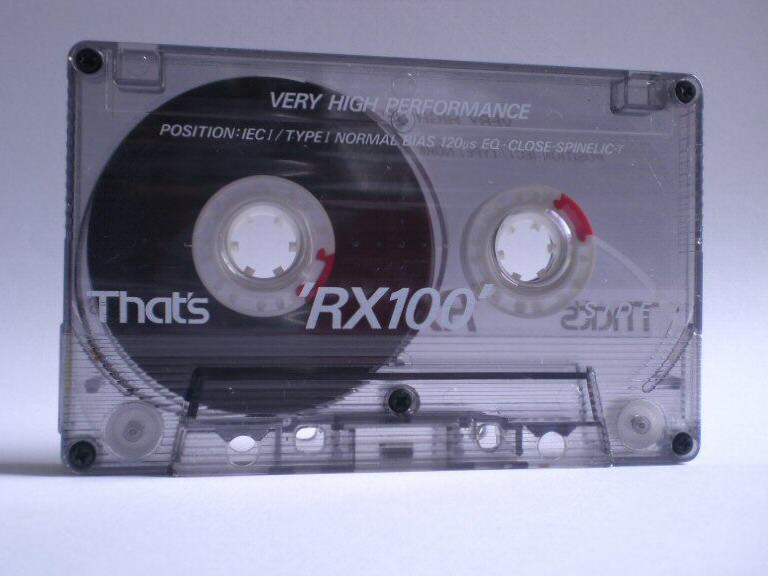 VERY HIGH PERFORMANCE
POSITION:IEC I/TYPE I NORMAL BIAS 120μs EQ·CLOSE-SPINELIC-γ
That's 'RX100'